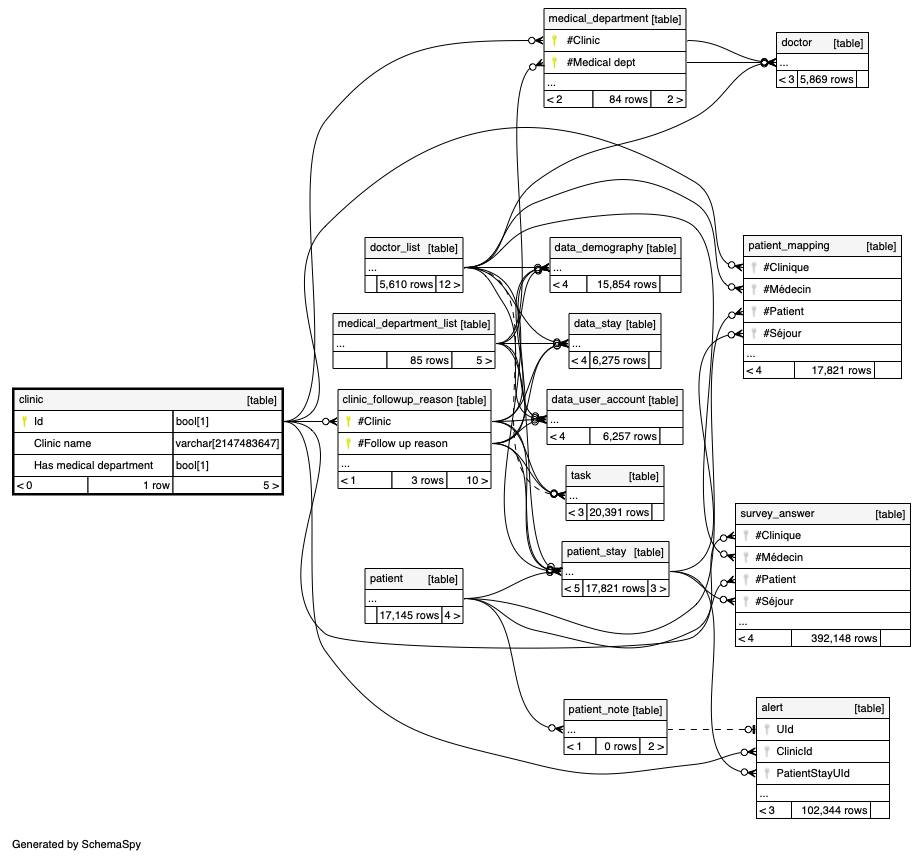 medical_department [table]
#Clinic
#Medical dept
...
< 2 84 rows 2 >
doctor [table]
...
< 3 5,869 rows
doctor_list [table]
...
5,610 rows 12 >
data_demography [table]
...
< 4 15,854 rows
patient_mapping [table]
#Clinique
#Médecin
#Patient
#Séjour
...
< 4 17,821 rows
medical_department_list [table]
...
85 rows 5 >
data_stay [table]
...
< 4 6,275 rows
clinic [table]
Id bool[1]
Clinic name varchar[2147483647]
Has medical department bool[1]
< 0 1 row 5 >
clinic_followup_reason [table]
#Clinic
#Follow up reason
...
< 1 3 rows 10 >
data_user_account [table]
...
< 4 6,257 rows
task [table]
...
< 3 20,391 rows
survey_answer [table]
#Clinique
#Médecin
#Patient
#Séjour
...
< 4 392,148 rows
patient_stay [table]
...
< 5 17,821 rows 3 >
patient [table]
...
17,145 rows 4 >
patient_note [table]
...
< 1 0 rows 2 >
alert [table]
UId
ClinicId
PatientStayUId
...
< 3 102,344 rows
Generated by SchemaSpy